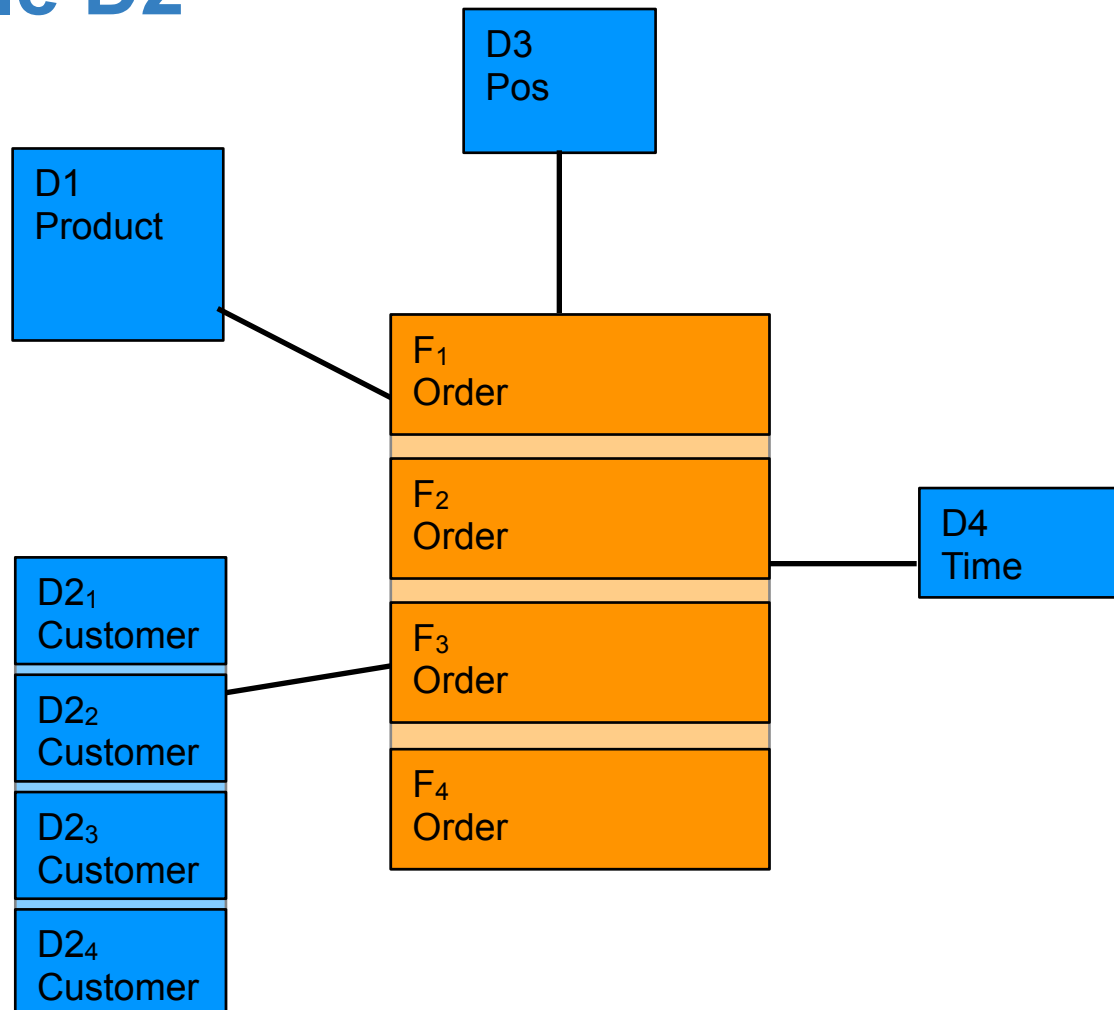 D2
D3
Pos
D1
Product
F₁
Order
F₂
Order
D4
Time
D2₁
Customer
F₃
Order
D2₂
Customer
F₄
Order
D2₃
Customer
D2₄
Customer